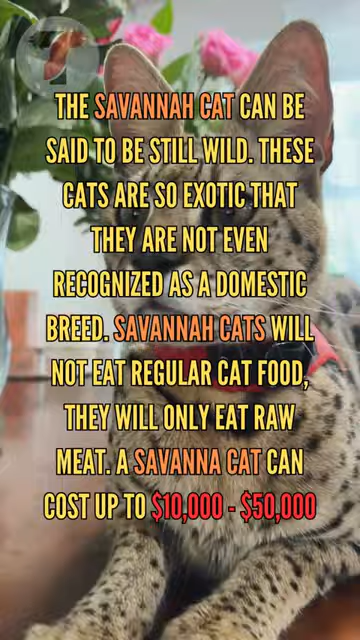 THE SAVANNAH CAT CAN BE
SAID TO BE STILL WILD. THESE
CATS ARE SO EXOTIC THAT
THEY ARE NOT EVEN
RECOGNIZED AS A DOMESTIC
BREED. SAVANNAH CATS WILL
NOT EAT REGULAR CAT FOOD,
THEY WILL ONLY EAT RAW
MEAT. A SAVANNA CAT CAN
COST UP TO $10,000 - $50,000